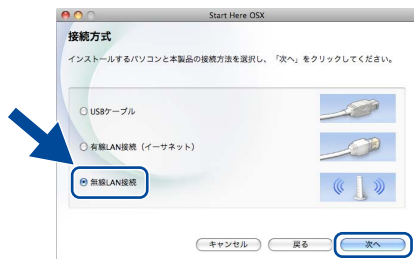 Start Here OSX
接続方式
インストールするパソコンと本製品の接続方法を選択し、「次へ」をクリックしてください。
USBケーブル
有線LAN接続（イーサネット）
無線LAN接続
キャンセル 戻る 次へ